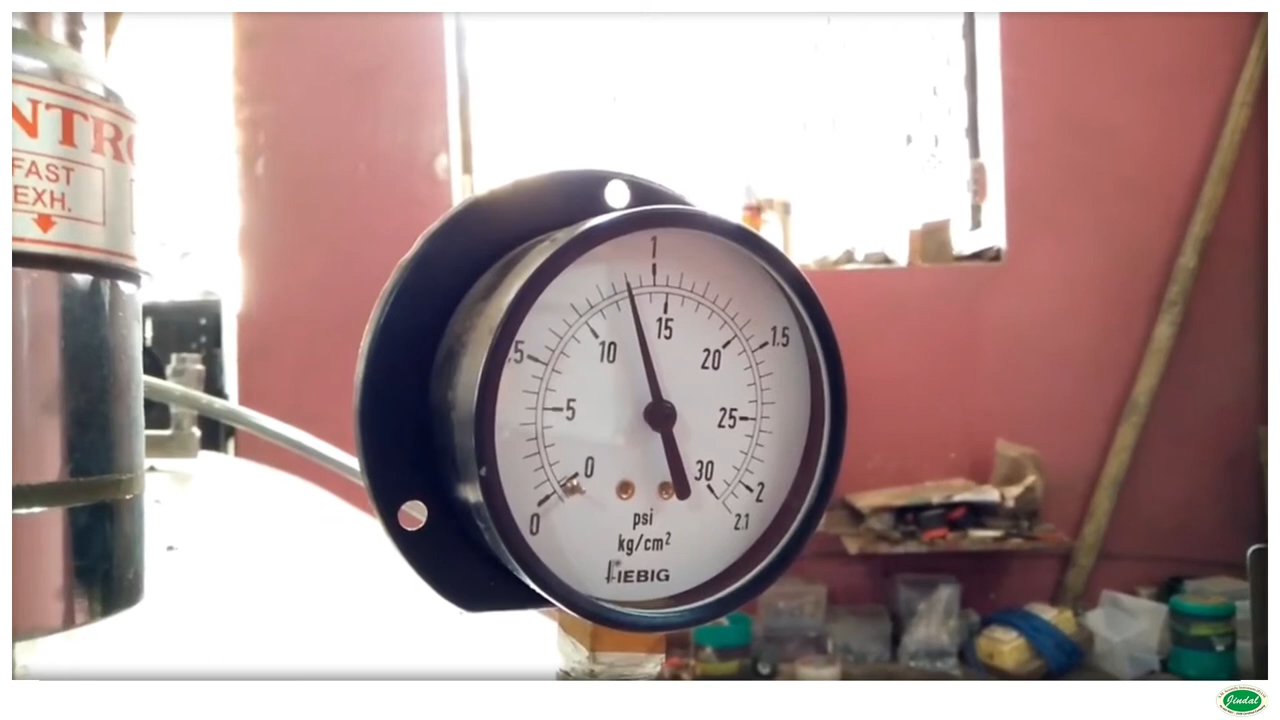 NTRO
FAST
EXH.
1
.5
10
15
20
1.5
5
25
0
30
0
2
2.1
psi
kg/cm²
FIEBIG
Jindal